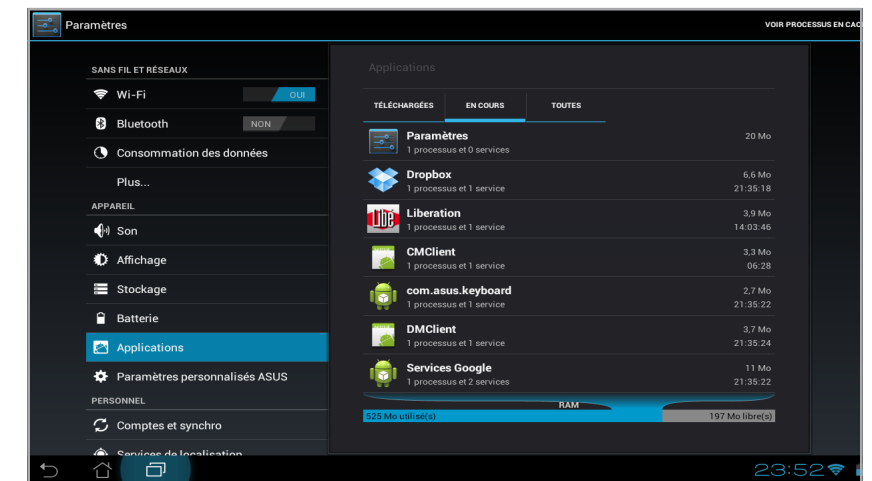 Paramètres
VOIR PROCESSUS EN CAC
SANS FIL ET RÉSEAUX
Wi-Fi
OUI
Bluetooth
NON
Consommation des données
Plus...
APPAREIL
Son
Affichage
Stockage
Batterie
Applications
Paramètres personnalisés ASUS
PERSONNEL
Comptes et synchro
Services de localisation
Applications
TÉLÉCHARGÉES EN COURS TOUTES
Paramètres 20 Mo
1 processus et 0 services
Dropbox 6,6 Mo
1 processus et 1 service 21:35:18
Liberation 3,9 Mo
1 processus et 1 service 14:03:46
CMClient 3,3 Mo
1 processus et 1 service 06:28
com.asus.keyboard 2,7 Mo
1 processus et 1 service 21:35:22
DMClient 3,7 Mo
1 processus et 1 service 21:35:24
Services Google 11 Mo
1 processus et 2 services 21:35:22
RAM
525 Mo utilisé(s) 197 Mo libre(s)
23:52